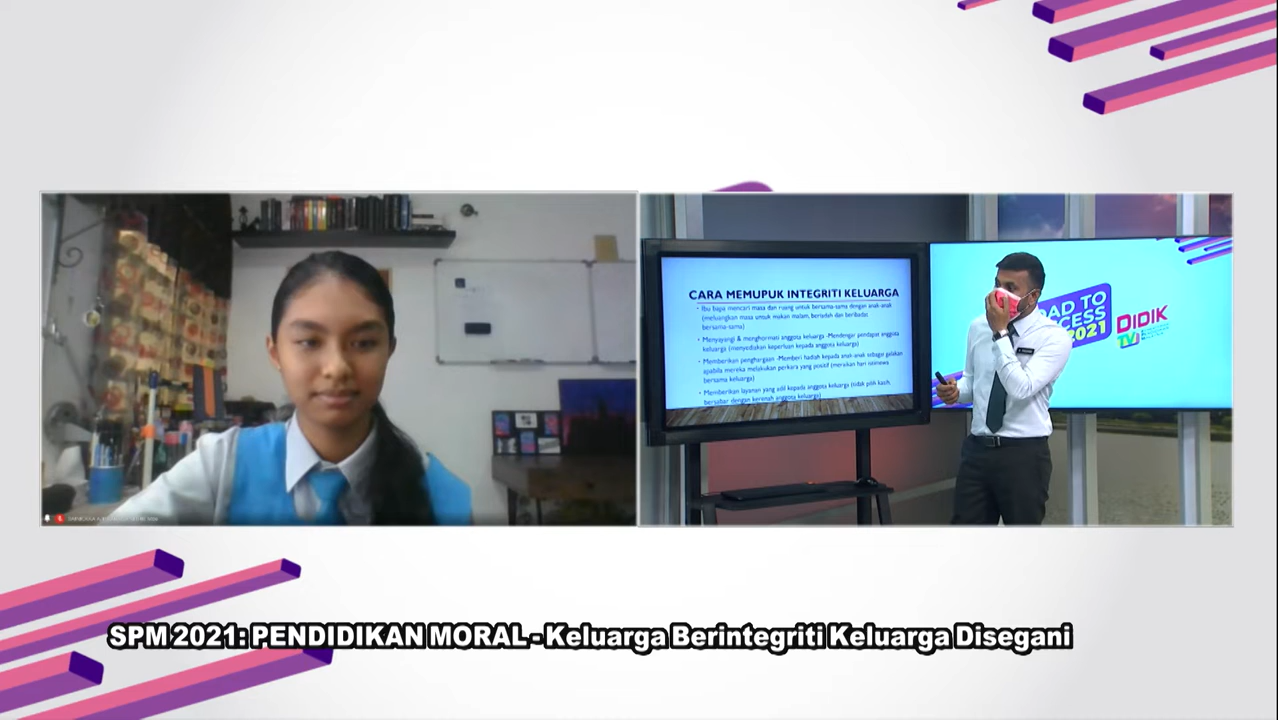 CARA MEMUPUK INTEGRITI KELUARGA
• Ibu bapa mencari masa dan ruang untuk bersama-sama dengan anak-anak
(meluangkan masa untuk makan malam, beriadah dan beribadat
bersama-sama)
• Menyayangi & menghormati anggota keluarga -Mendengar pendapat anggota
keluarga (menyediakan keperluan kepada anggota keluarga)
• Memberikan penghargaan -Memberi hadiah kepada anak-anak sebagai galakan
apabila mereka melakukan perkara yang positif (meraikan hari istimewa
bersama keluarga)
• Memberikan layanan yang adil kepada anggota keluarga (tidak pilih kasih,
bersabar dengan kerenah anggota keluarga)
OAD TO
CESS
2021
DIDIK
TV
SPM 2021: PENDIDIKAN MORAL - Keluarga Berintegriti Keluarga Disegani